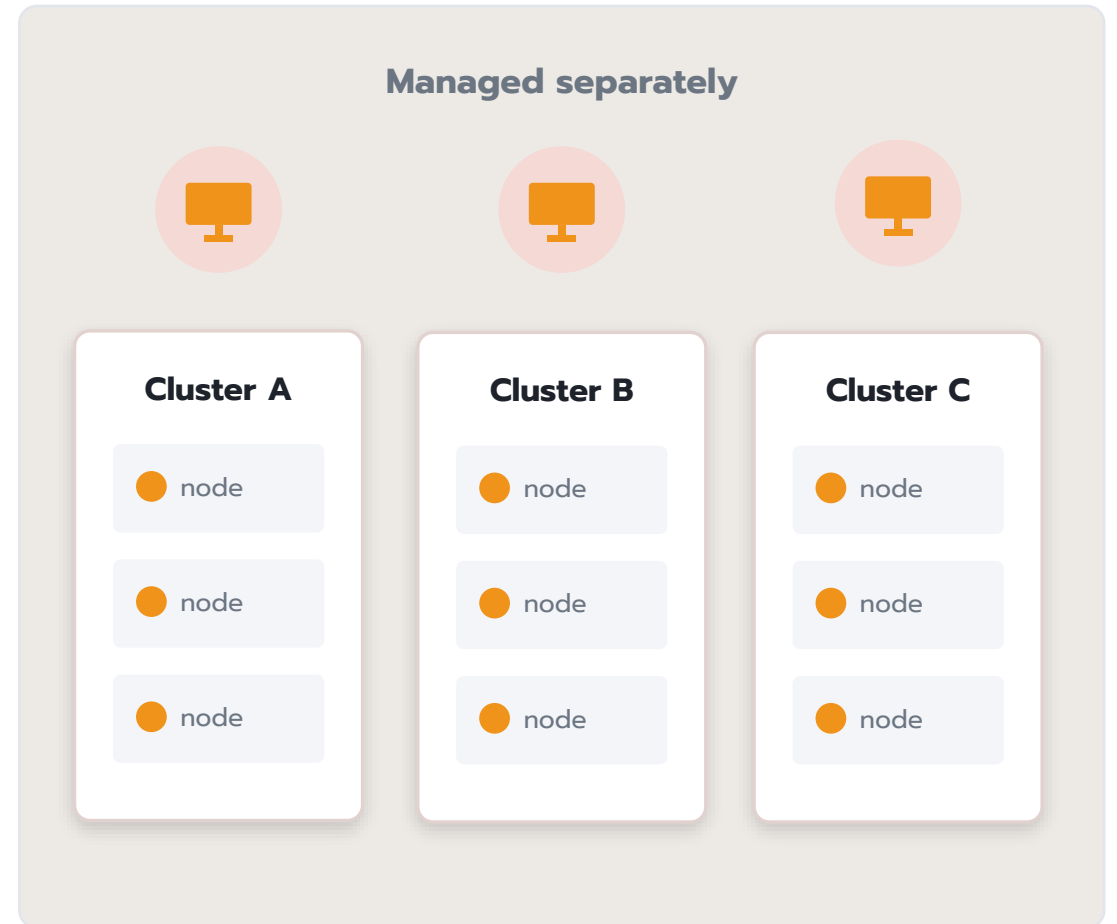 Managed separately
Cluster A
node
node
node
Cluster B
node
node
node
Cluster C
node
node
node